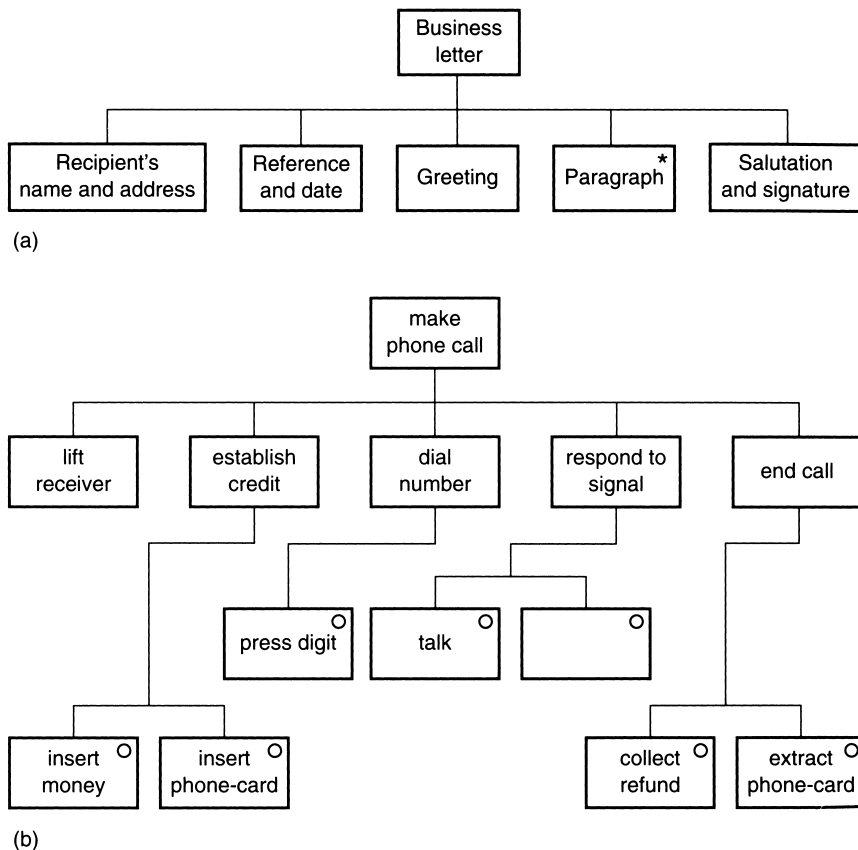 Business
letter
Recipient's
name and address
Reference
and date
Greeting
Paragraph *
Salutation
and signature
(a)
make
phone call
lift
receiver
establish
credit
dial
number
respond to
signal
end call
press digit
talk
insert
money
insert
phone-card
collect
refund
extract
phone-card
(b)